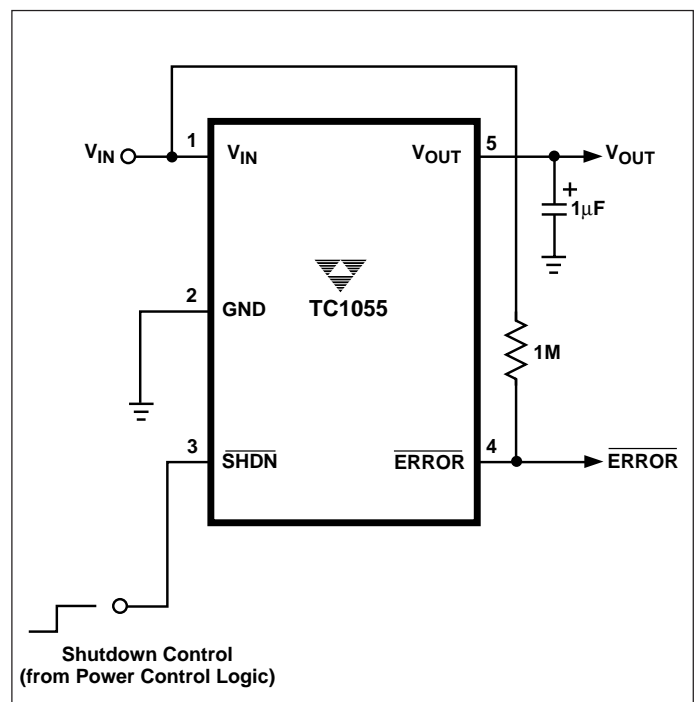 1
5
V_IN
V_IN
V_OUT
V_OUT
+
1µF
2
GND
TC1055
1M
3
4
SHDN
ERROR
ERROR
Shutdown Control
(from Power Control Logic)